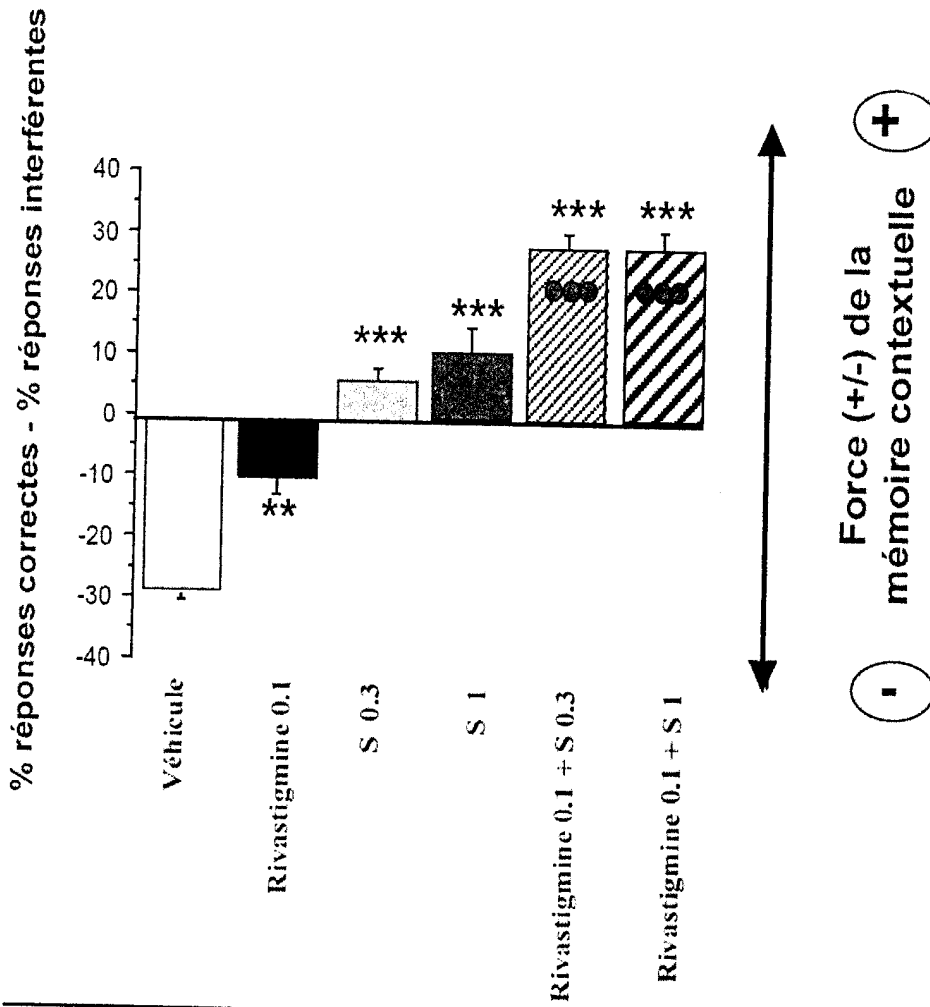 % réponses correctes - % réponses interférentes
40
30
20
10
0
-10
-20
-30
-40
**
***
***
***
***
Véhicule
Rivastigmine 0.1
S 0.3
S 1
Rivastigmine 0.1 + S 0.3
Rivastigmine 0.1 + S 1
Force (+/-) de la
mémoire contextuelle
+
-